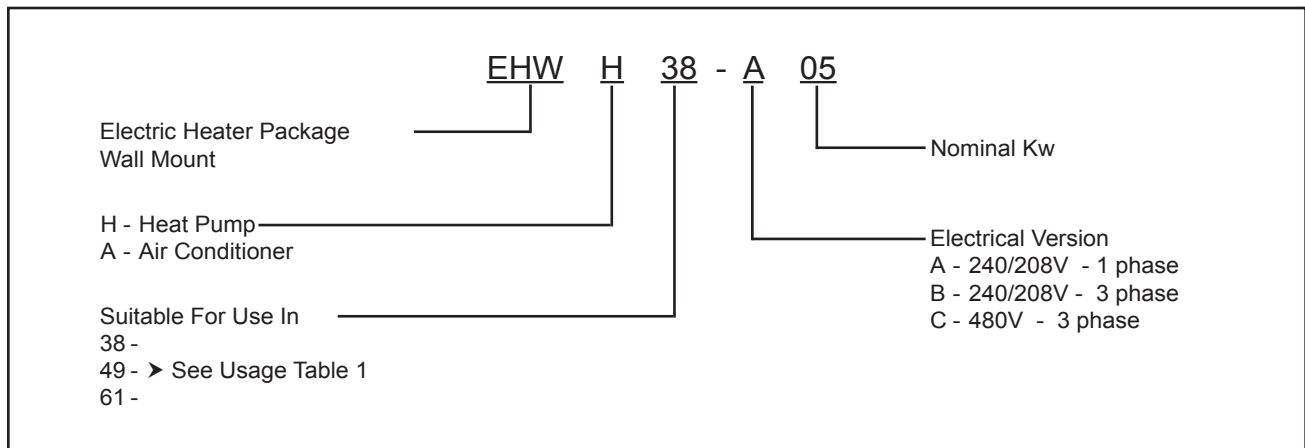 EHW H 38 - A 05
Electric Heater Package
Wall Mount
Nominal Kw
H - Heat Pump
A - Air Conditioner
Electrical Version
A - 240/208V - 1 phase
B - 240/208V - 3 phase
C - 480V - 3 phase
Suitable For Use In
38 -
49 - ➤ See Usage Table 1
61 -